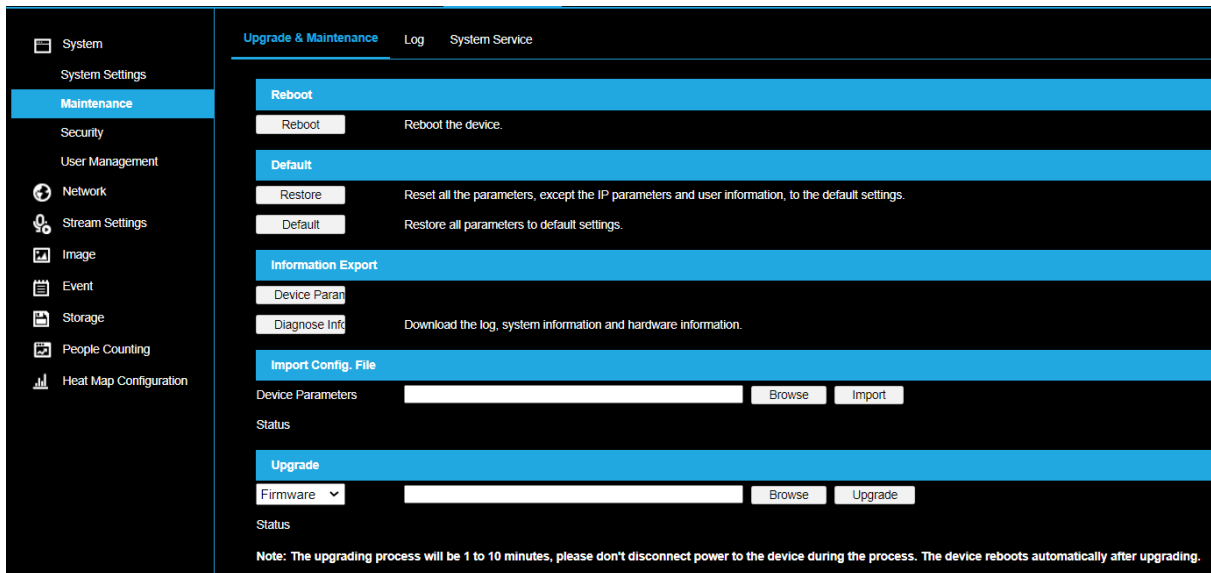 System
System Settings
Maintenance
Security
User Management
Network
Stream Settings
Image
Event
Storage
People Counting
Heat Map Configuration
Upgrade & Maintenance Log System Service
Reboot
Reboot Reboot the device.
Default
Restore Reset all the parameters, except the IP parameters and user information, to the default settings.
Default Restore all parameters to default settings.
Information Export
Device Paran
Diagnose Info Download the log, system information and hardware information.
Import Config. File
Device Parameters Browse Import
Status
Upgrade
Firmware Browse Upgrade
Status
Note: The upgrading process will be 1 to 10 minutes, please don't disconnect power to the device during the process. The device reboots automatically after upgrading.